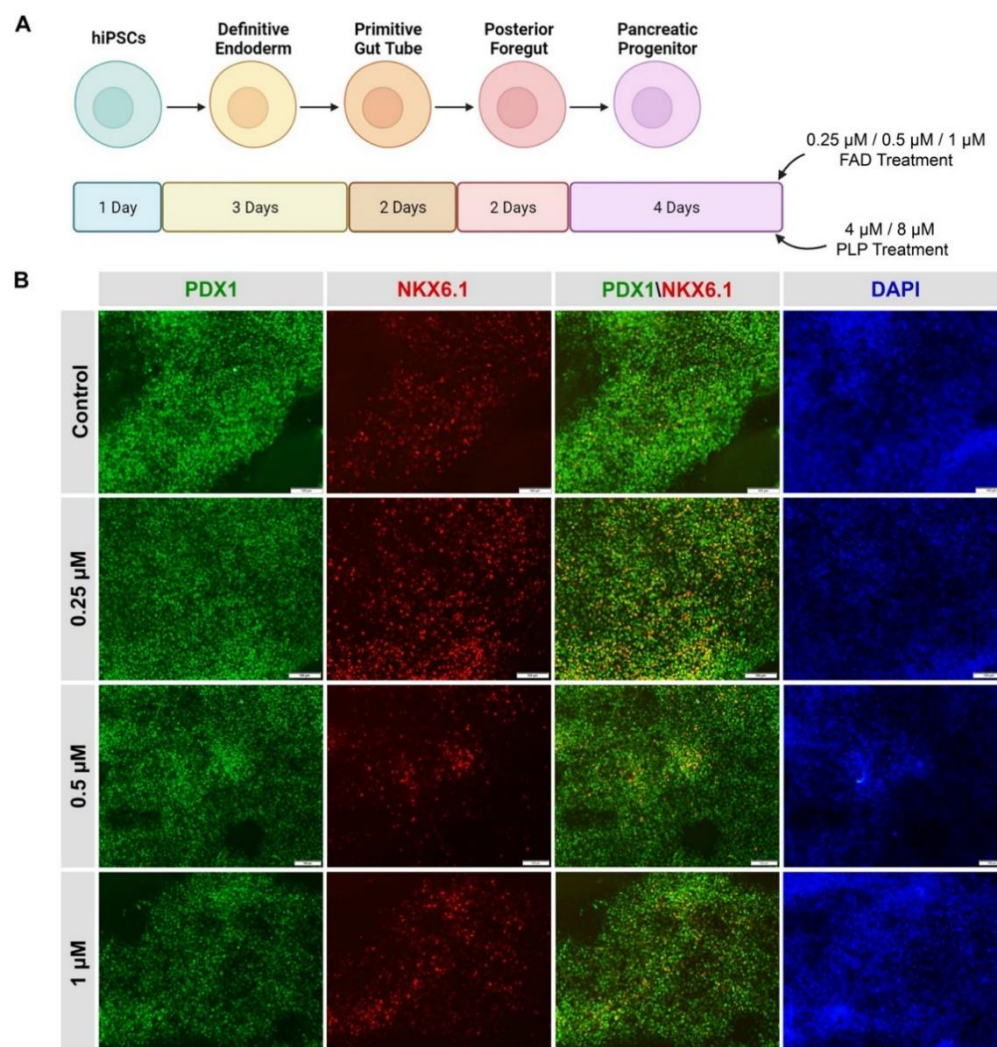 A
hiPSCs
Definitive
Endoderm
Primitive
Gut Tube
Posterior
Foregut
Pancreatic
Progenitor
0.25 µM / 0.5 µM / 1 µM
FAD Treatment
1 Day
3 Days
2 Days
2 Days
4 Days
4 µM / 8 µM
PLP Treatment
B
PDX1
NKX6.1
PDX1\NKX6.1
DAPI
Control
0.25 µM
0.5 µM
1 µM